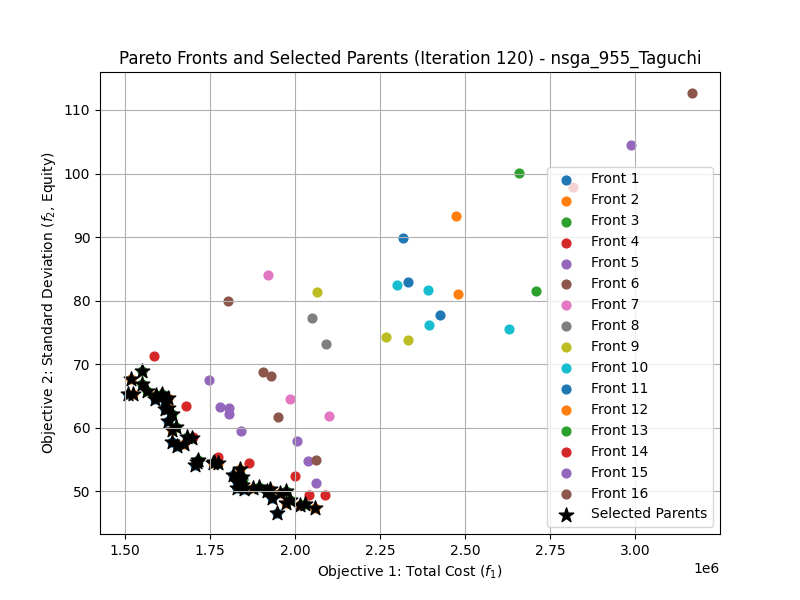 Pareto Fronts and Selected Parents (Iteration 120) - nsga_955_Taguchi
Objective 2: Standard Deviation (f₂, Equity)
110
100
90
80
70
60
50
1.50
1.75
2.00
2.25
2.50
2.75
3.00
1e6
Objective 1: Total Cost (f₁)
Front 1
Front 2
Front 3
Front 4
Front 5
Front 6
Front 7
Front 8
Front 9
Front 10
Front 11
Front 12
Front 13
Front 14
Front 15
Front 16
Selected Parents